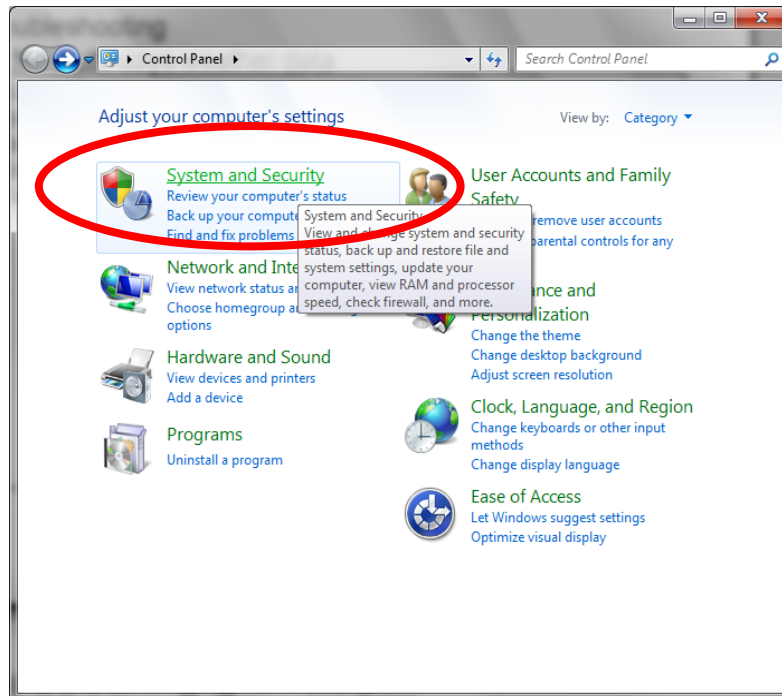 Control Panel
Search Control Panel
Adjust your computer's settings
View by: Category
System and Security
Review your computer's status
Back up your compute
Find and fix problems
System and Security
View and change system and security
status, back up and restore file and
system settings, update your
computer, view RAM and processor
speed, check firewall, and more.
Network and Inte
View network status a
Choose homegroup a
options
Hardware and Sound
View devices and printers
Add a device
Programs
Uninstall a program
User Accounts and Family
Safety
remove user accounts
parental controls for any
ance and
Personalization
Change the theme
Change desktop background
Adjust screen resolution
Clock, Language, and Region
Change keyboards or other input
methods
Change display language
Ease of Access
Let Windows suggest settings
Optimize visual display